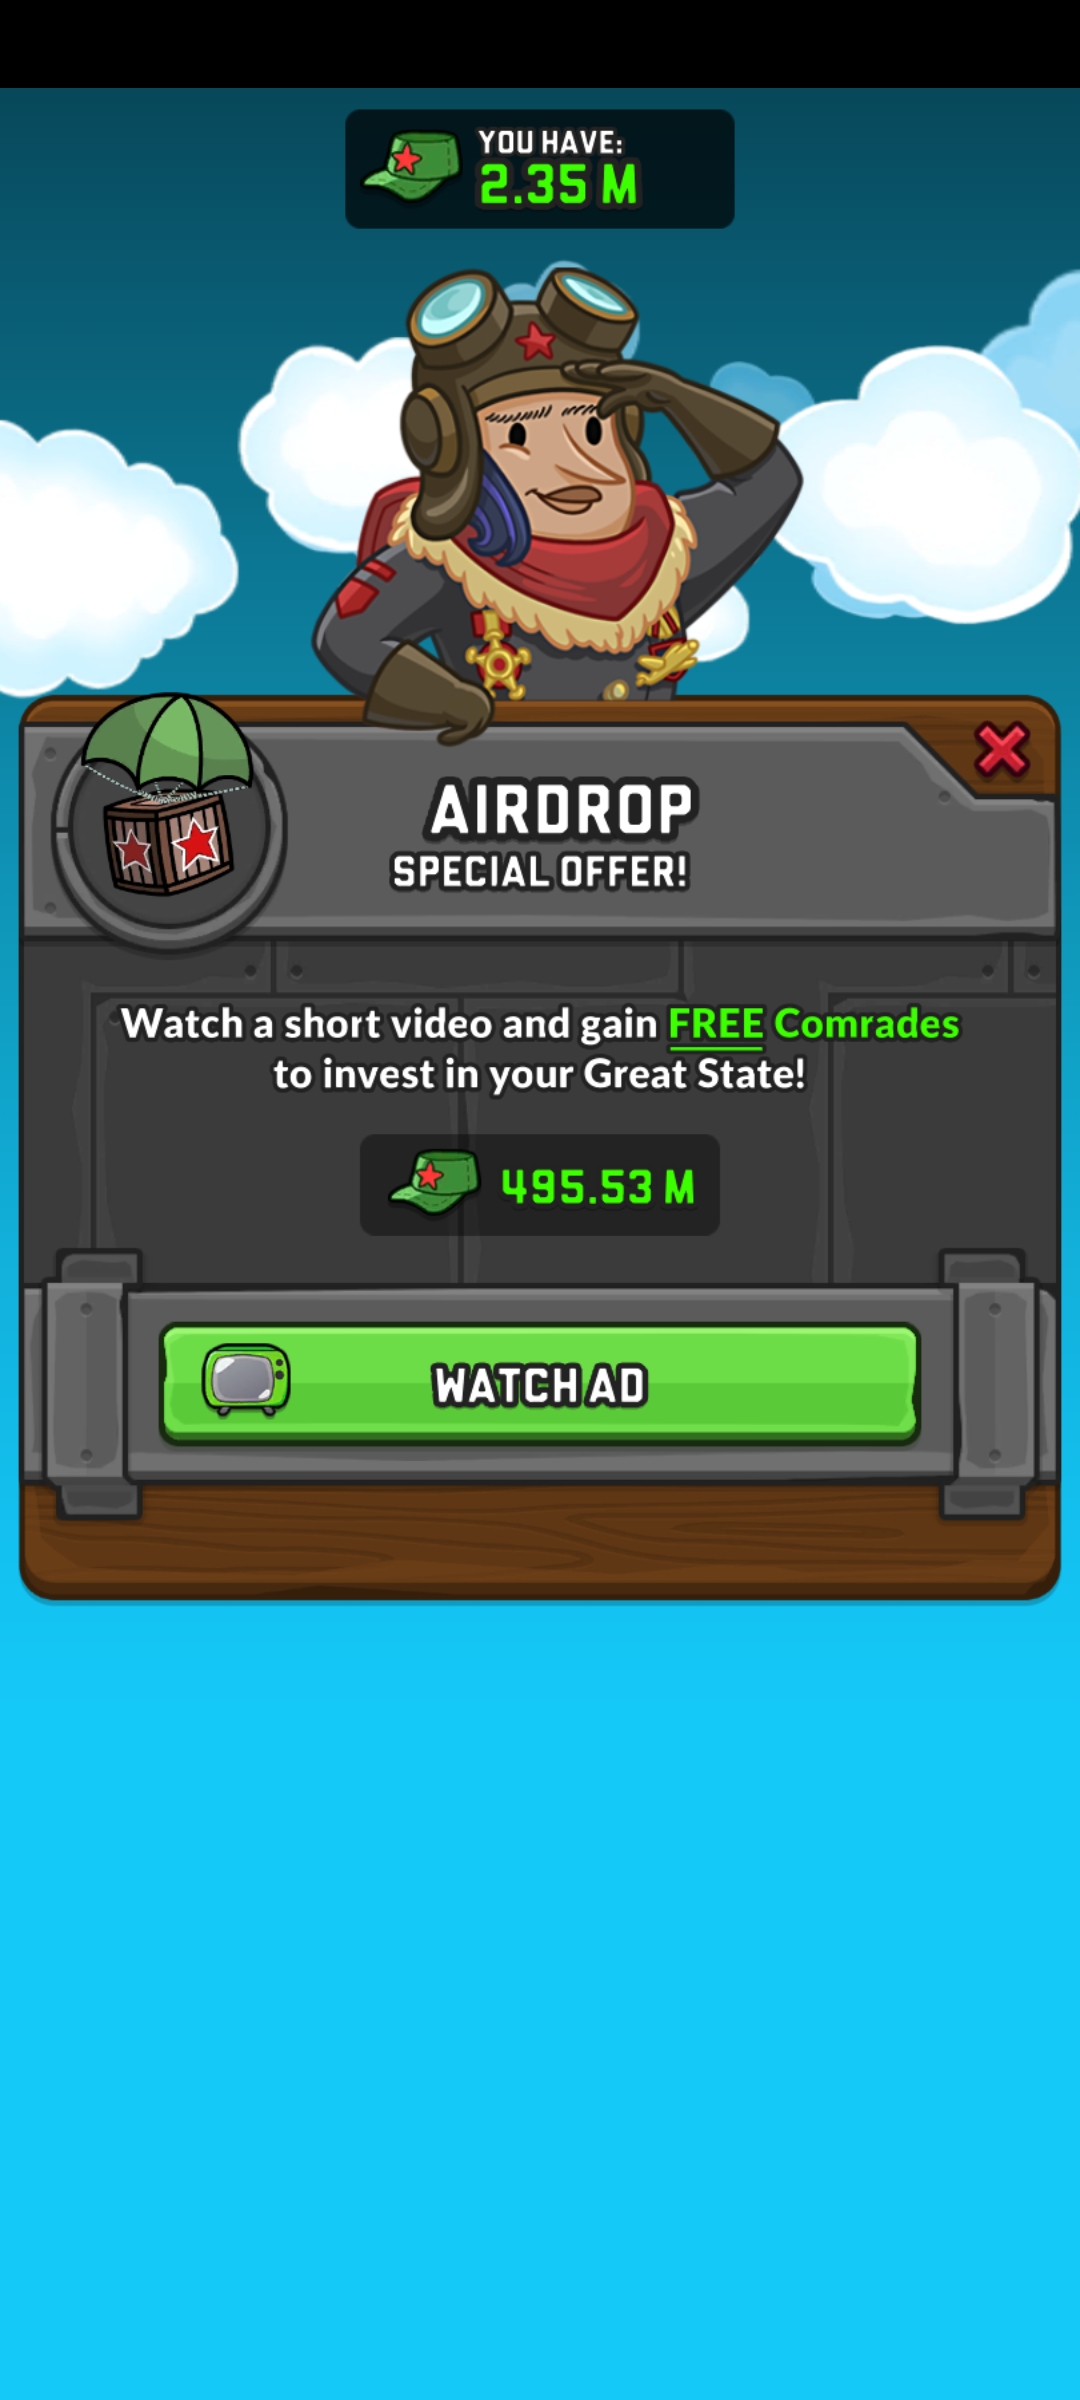 YOU HAVE:
2.35 M
AIRDROP
SPECIAL OFFER!
Watch a short video and gain FREE Comrades
to invest in your Great State!
495.53 M
WATCH AD